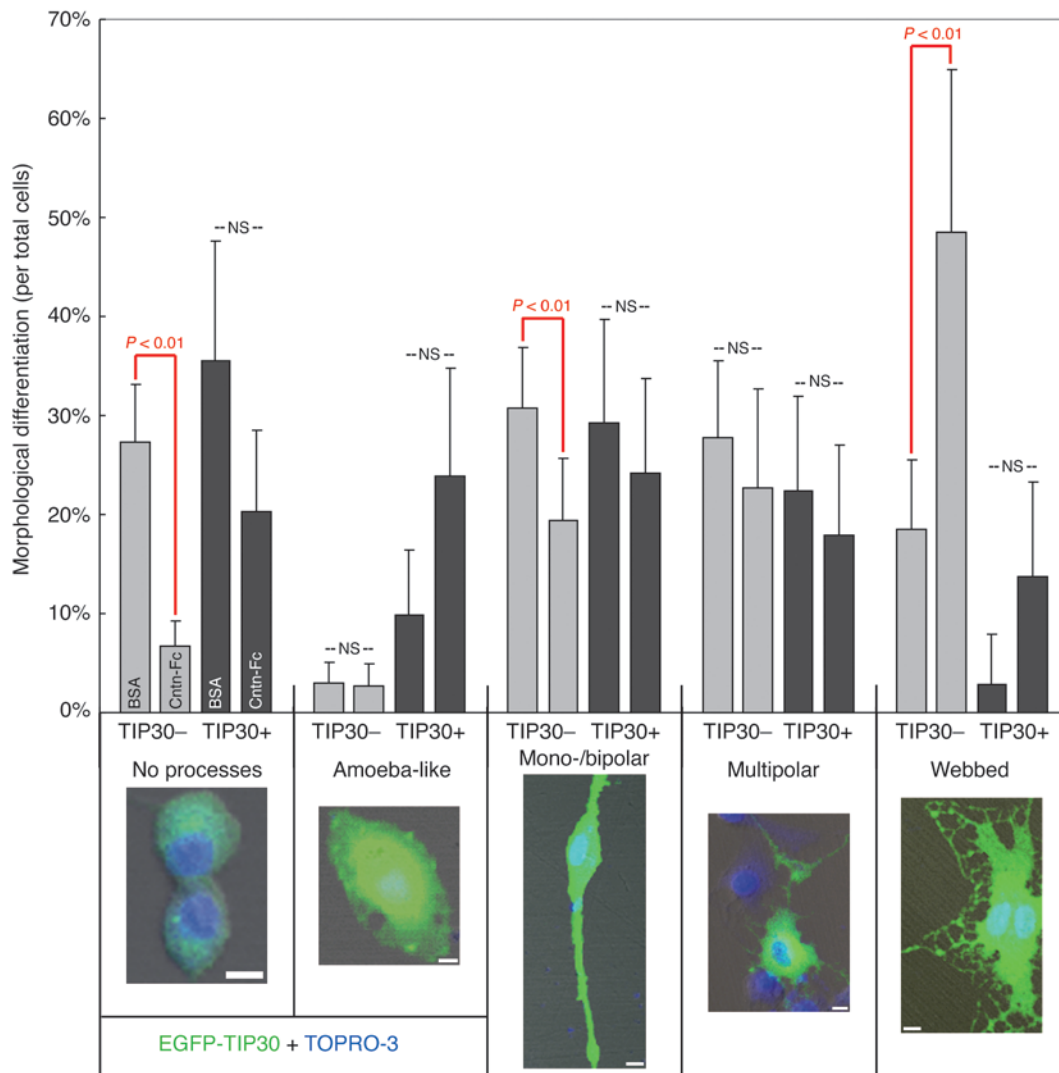 Morphological differentiation (per total cells)
70%
60%
50%
40%
30%
20%
10%
0%
P < 0.01
-- NS --
-- NS --
-- NS --
P < 0.01
-- NS --
-- NS --
-- NS --
P < 0.01
-- NS --
BSA
Cntn-Fc
BSA
Cntn-Fc
TIP30– TIP30+
TIP30– TIP30+
TIP30– TIP30+
TIP30– TIP30+
TIP30– TIP30+
No processes
Amoeba-like
Mono-/bipolar
Multipolar
Webbed
EGFP-TIP30 + TOPRO-3